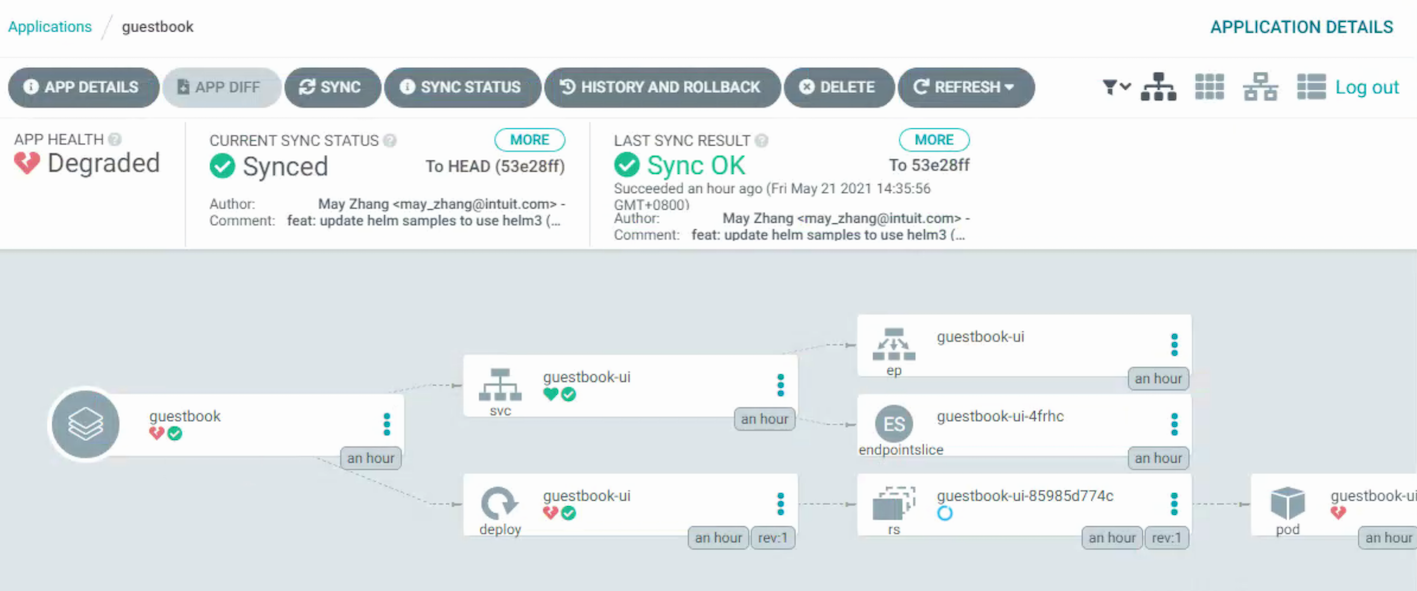 Applications / guestbook
APPLICATION DETAILS
APP DETAILS
APP DIFF
SYNC
SYNC STATUS
HISTORY AND ROLLBACK
DELETE
REFRESH
Log out
APP HEALTH
Degraded
CURRENT SYNC STATUS
MORE
Synced
To HEAD (53e28ff)
Author: May Zhang <may_zhang@intuit.com> -
Comment: feat: update helm samples to use helm3 (...
LAST SYNC RESULT
MORE
Sync OK
To 53e28ff
Succeeded an hour ago (Fri May 21 2021 14:35:56
GMT+0800)
Author: May Zhang <may_zhang@intuit.com> -
Comment: feat: update helm samples to use helm3 (...
guestbook
an hour
guestbook-ui
svc
an hour
guestbook-ui
deploy
an hour
rev:1
guestbook-ui
ep
an hour
ES
guestbook-ui-4frhc
endpointslice
an hour
guestbook-ui-85985d774c
rs
an hour
rev:1
guestbook-ui
pod
an hour